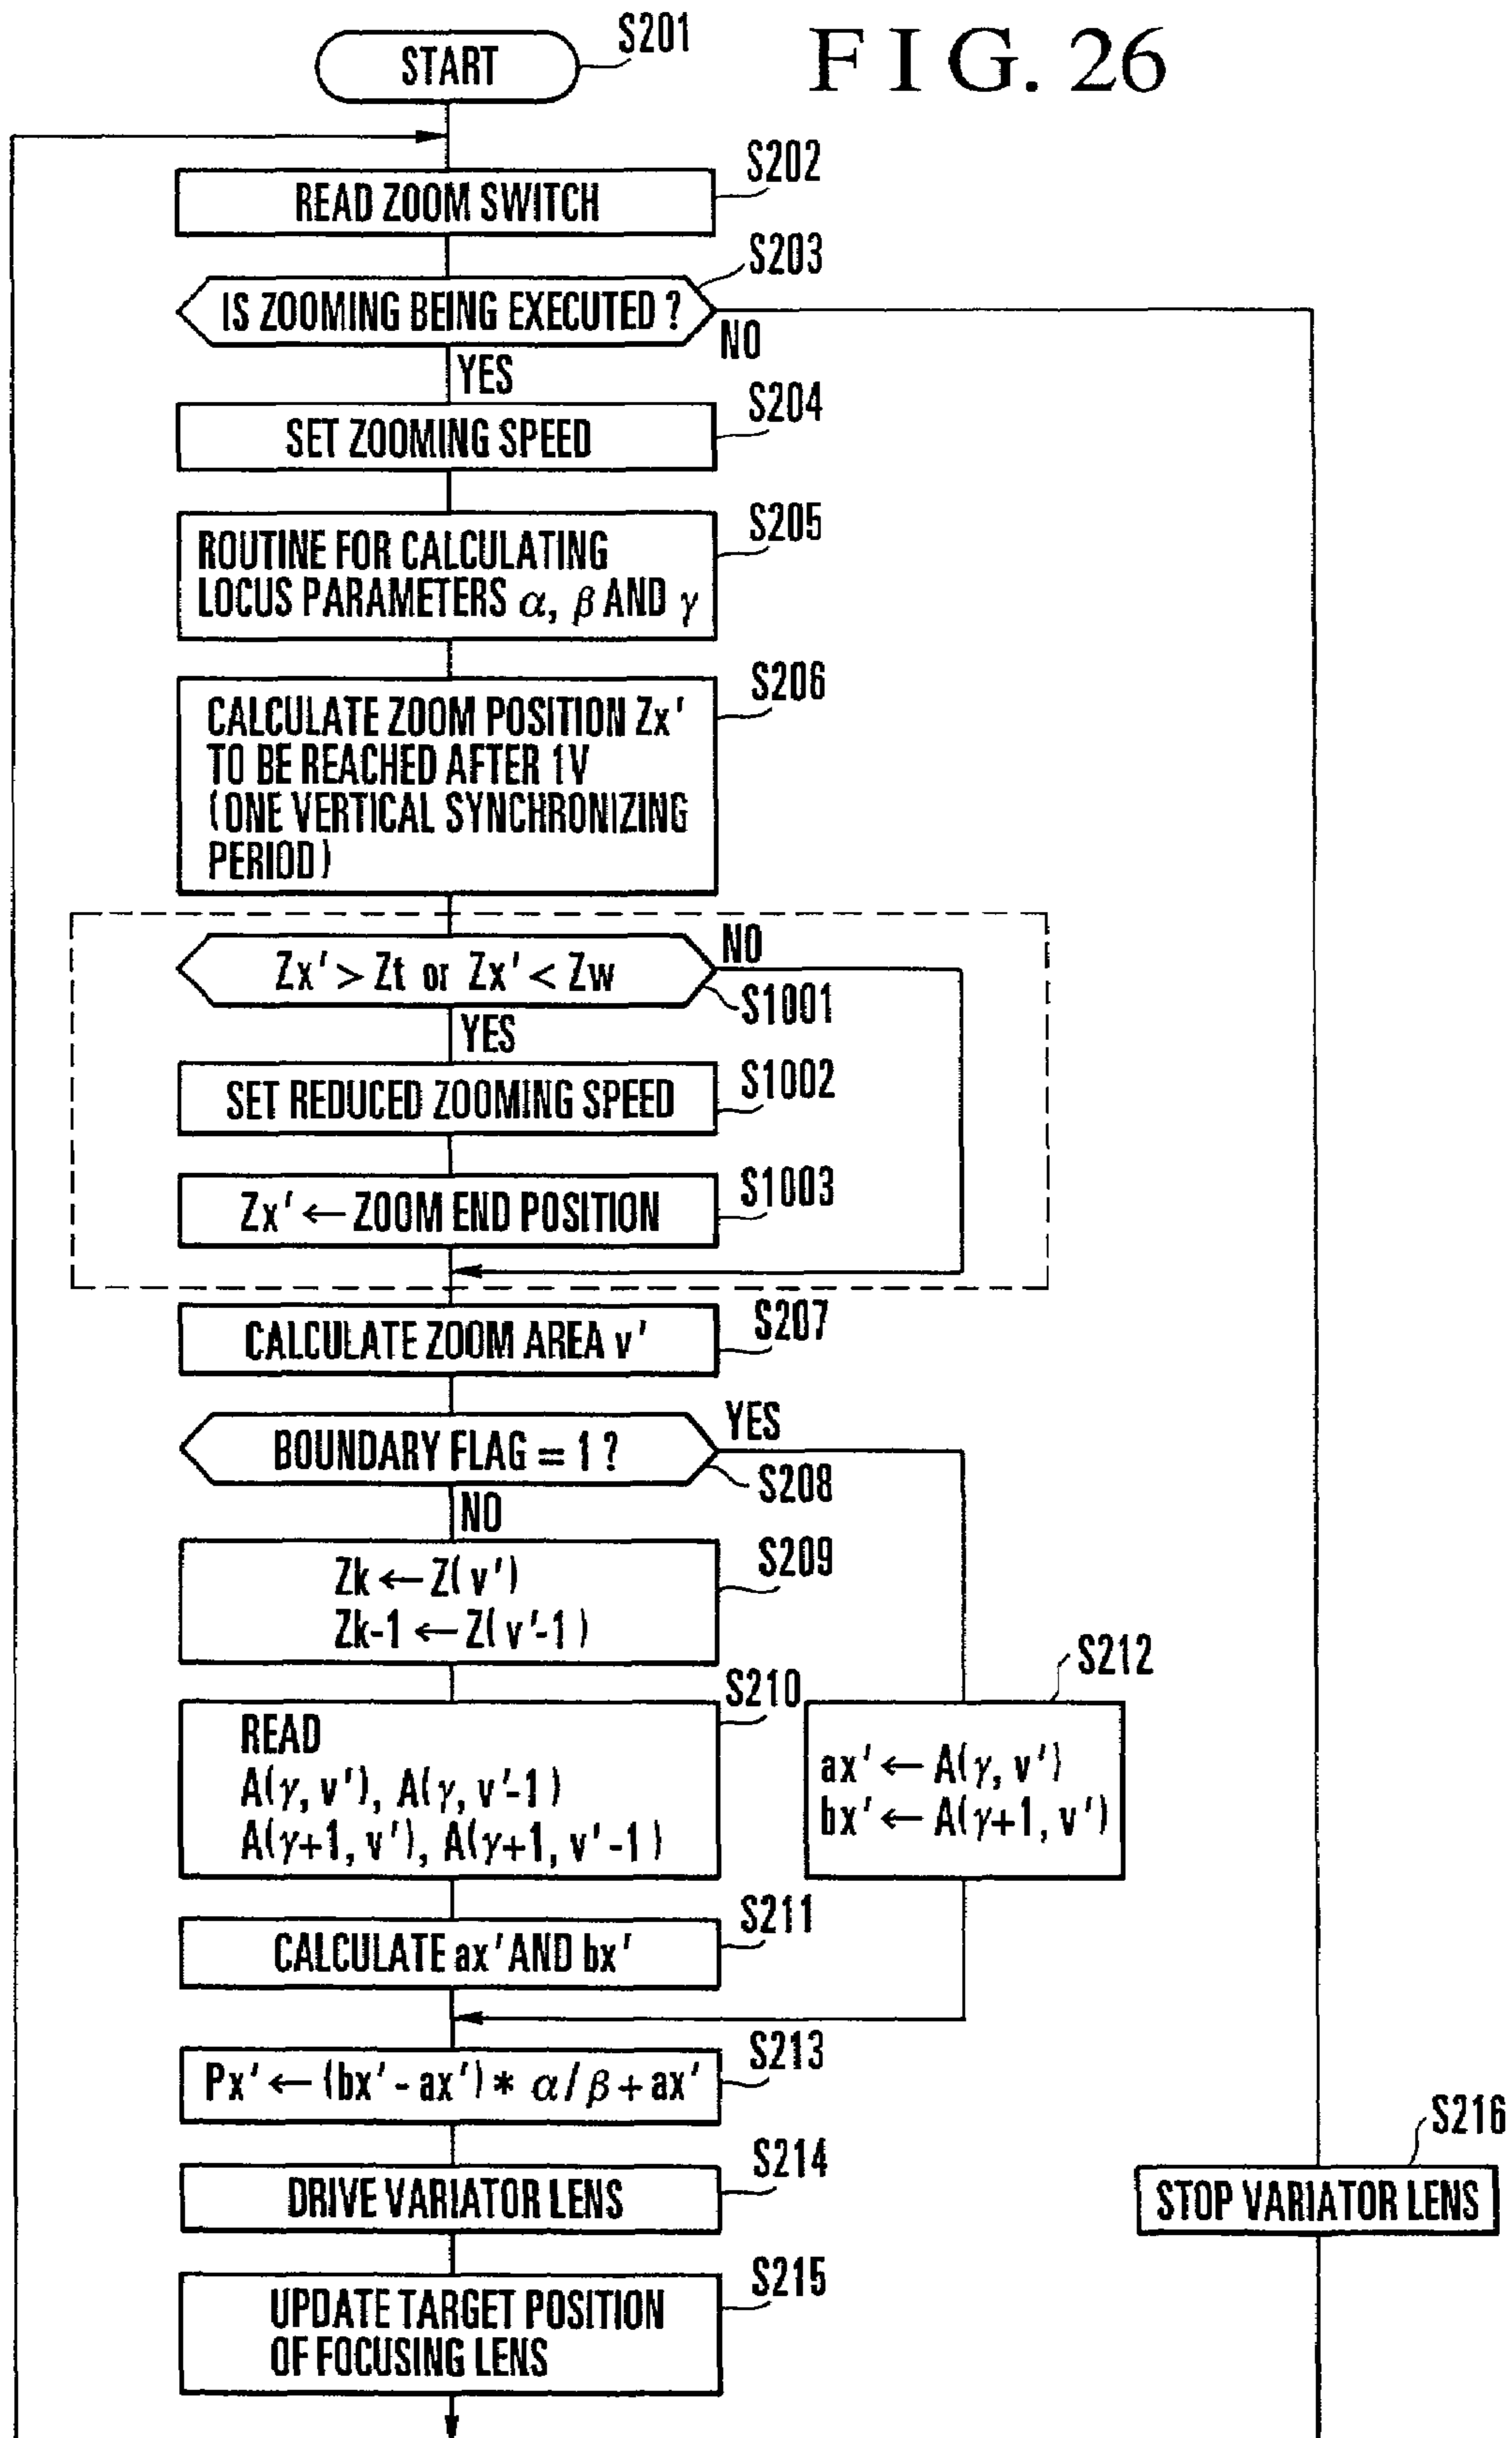 FIG. 26
START
S201
READ ZOOM SWITCH
S202
IS ZOOMING BEING EXECUTED ?
S203
NO
YES
SET ZOOMING SPEED
S204
ROUTINE FOR CALCULATING
LOCUS PARAMETERS α, β AND γ
S205
CALCULATE ZOOM POSITION Zx'
TO BE REACHED AFTER 1V
(ONE VERTICAL SYNCHRONIZING
PERIOD)
S206
Zx' > Zt or Zx' < Zw
NO
S1001
YES
SET REDUCED ZOOMING SPEED
S1002
Zx' ← ZOOM END POSITION
S1003
CALCULATE ZOOM AREA v'
S207
BOUNDARY FLAG = 1 ?
YES
S208
NO
Zk ← Z(v')
Zk-1 ← Z(v'-1)
S209
READ
A(γ, v'), A(γ, v'-1)
A(γ+1, v'), A(γ+1, v'-1)
S210
ax' ← A(γ, v')
bx' ← A(γ+1, v')
S212
CALCULATE ax' AND bx'
S211
Px' ← (bx' - ax') * α/β + ax'
S213
DRIVE VARIATOR LENS
S214
STOP VARIATOR LENS
S216
UPDATE TARGET POSITION
OF FOCUSING LENS
S215